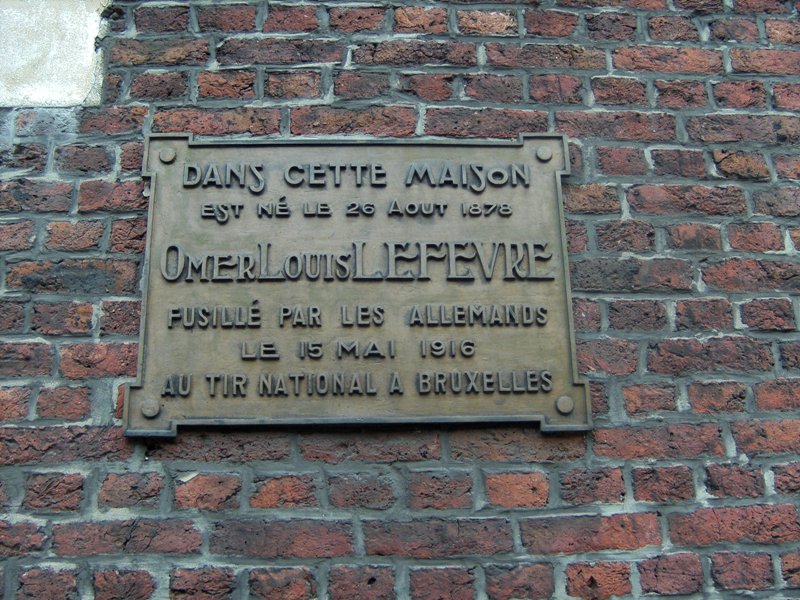 DANS CETTE MAISON
EST NÉ LE 26 AOUT 1878
OMER LOUIS LEFEVRE
FUSILLÉ PAR LES ALLEMANDS
LE 15 MAI 1916
AU TIR NATIONAL A BRUXELLES